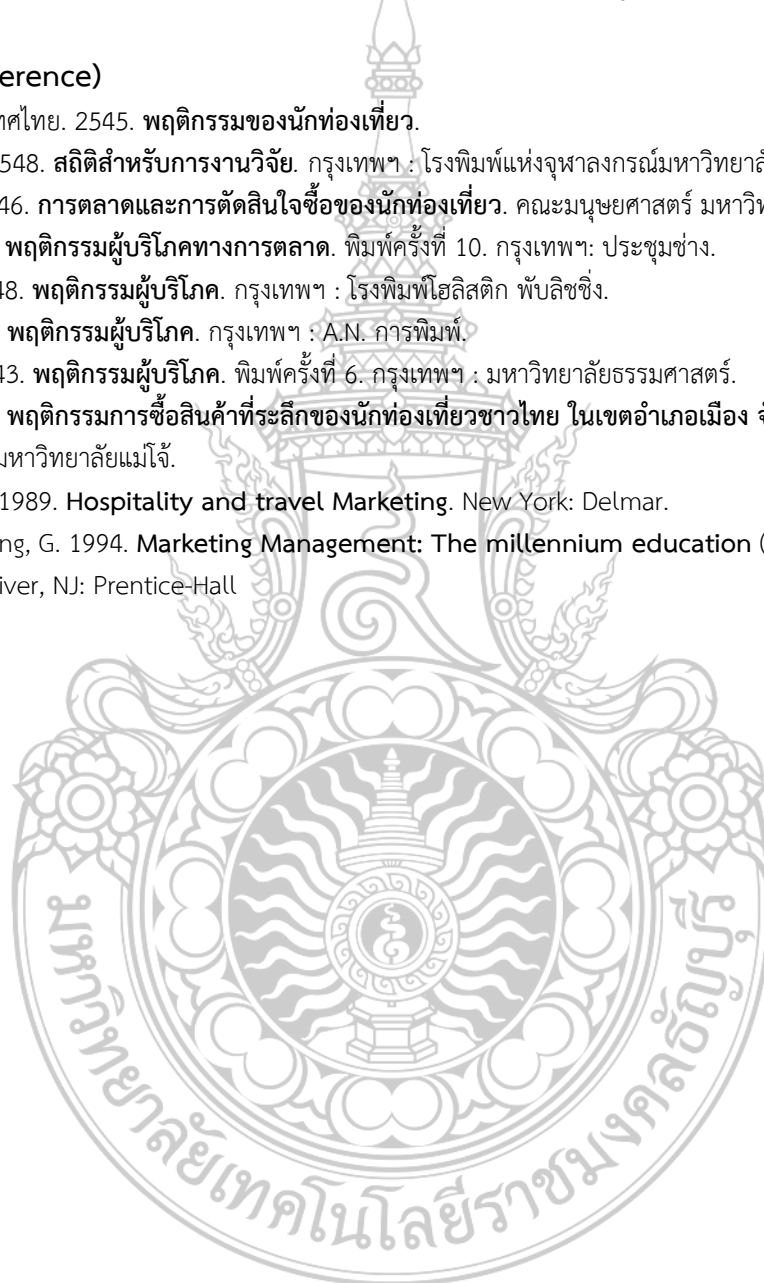 erence)
ทศไทย. 2545. พฤติกรรมของนักท่องเที่ยว.
548. สถิติสำหรับการงานวิจัย. กรุงเทพฯ : โรงพิมพ์แห่งจุฬาลงกรณ์มหาวิทยาลั
46. การตลาดและการตัดสินใจซื้อของนักท่องเที่ยว. คณะมนุษยศาสตร์ มหาวิท
พฤติกรรมผู้บริโภคทางการตลาด. พิมพ์ครั้งที่ 10. กรุงเทพฯ: ประชุมช่าง.
48. พฤติกรรมผู้บริโภค. กรุงเทพฯ : โรงพิมพ์โฮลิสติก พับลิชชิ่ง.
พฤติกรรมผู้บริโภค. กรุงเทพฯ : A.N. การพิมพ์.
43. พฤติกรรมผู้บริโภค. พิมพ์ครั้งที่ 6. กรุงเทพฯ : มหาวิทยาลัยธรรมศาสตร์.
พฤติกรรมการซื้อสินค้าที่ระลึกของนักท่องเที่ยวชาวไทย ในเขตอำเภอเมือง จั
มหาวิทยาลัยแม่โจ้.
1989. Hospitality and travel Marketing. New York: Delmar.
ng, G. 1994. Marketing Management: The millennium education (
iver, NJ: Prentice-Hall
มหาวิทยาลัยเทคโนโลยีราชมงคลธัญบุรี